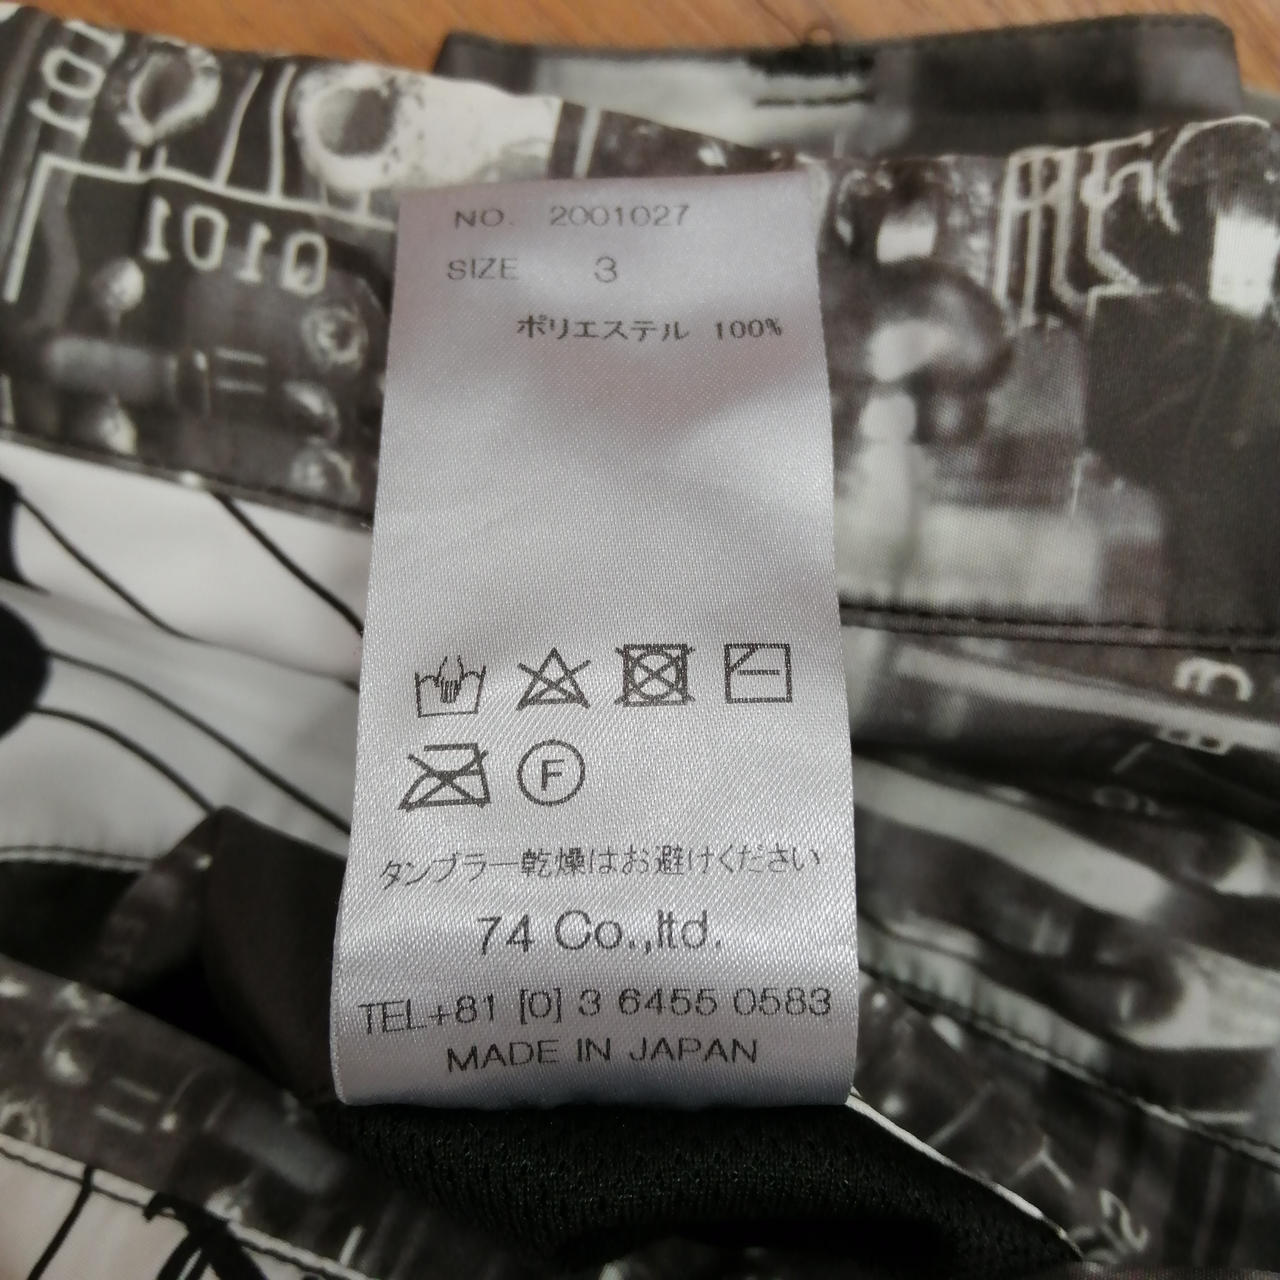 Q101
NO. 2001027
SIZE 3
ポリエステル 100%
F
タンブラー乾燥はお避けください
74 Co.,ltd.
TEL+81 [0] 3 6455 0583
MADE IN JAPAN